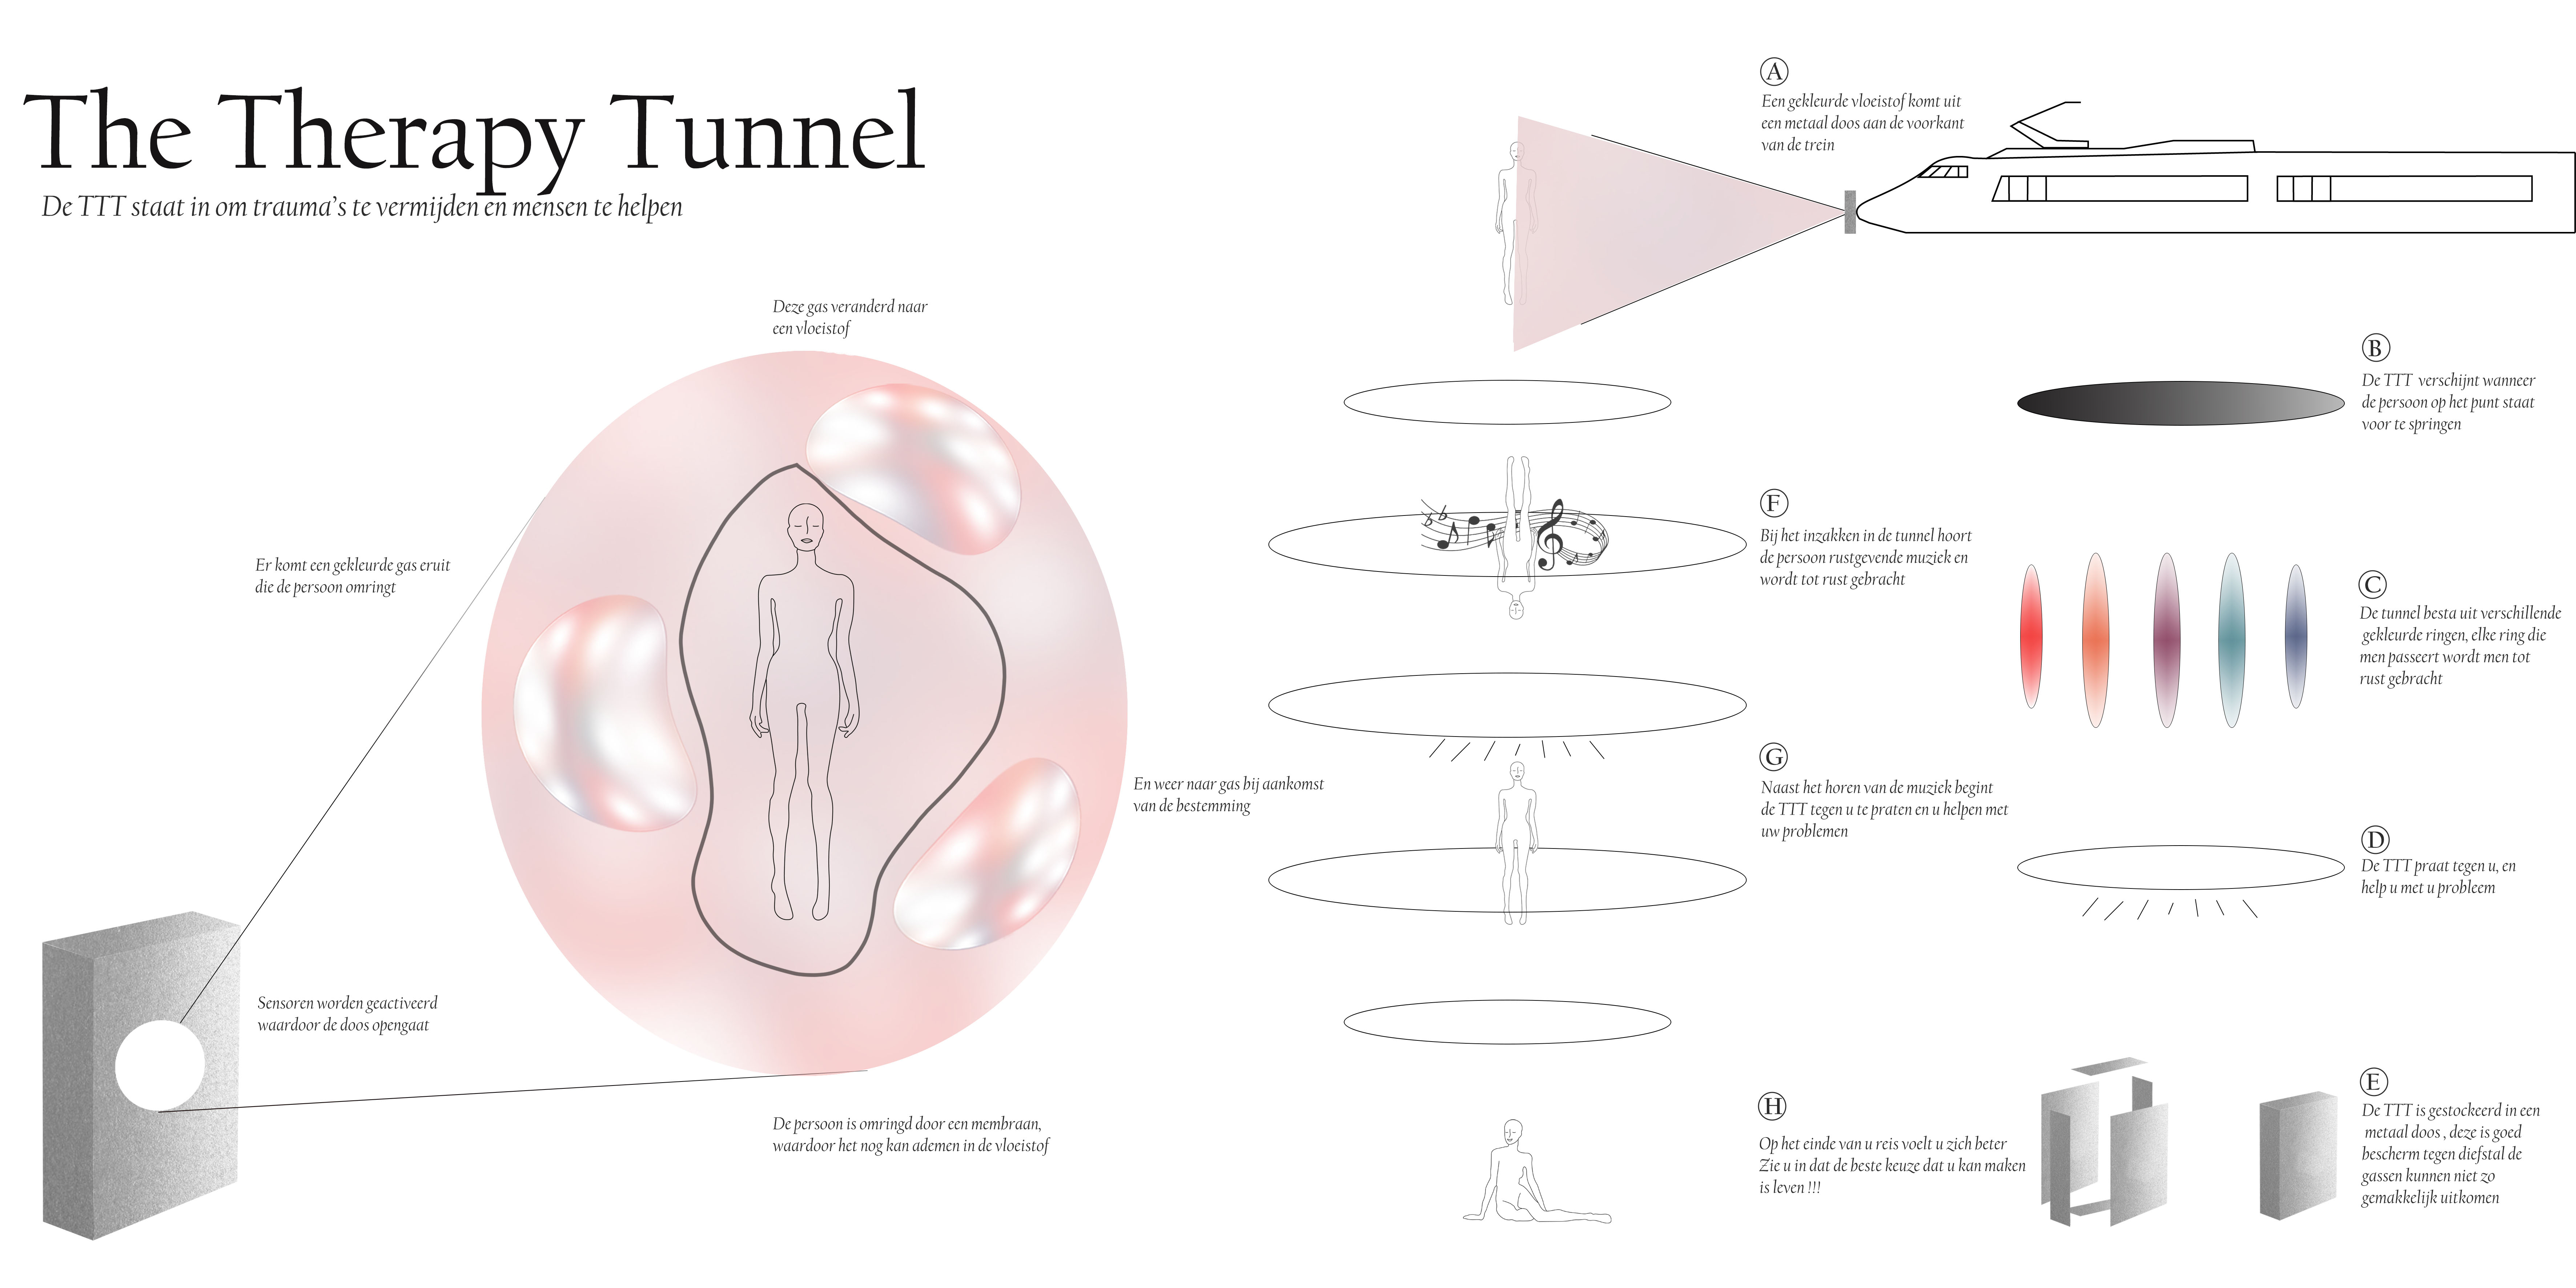 The Therapy Tunnel
De TTT staat in om trauma's te vermijden en mensen te helpen
Deze gas veranderd naar
een vloeistof
Er komt een gekleurde gas eruit
die de persoon omringt
En weer naar gas bij aankomst
van de bestemming
Sensoren worden geactiveerd
waardoor de doos opengaat
De persoon is omringd door een membraan,
waardoor het nog kan ademen in de vloeistof
A
Een gekleurde vloeistof komt uit
een metaal doos aan de voorkant
van de trein
B
De TTT verschijnt wanneer
de persoon op het punt staat
voor te springen
C
De tunnel besta uit verschillende
gekleurde ringen, elke ring die
men passeert wordt men tot
rust gebracht
D
De TTT praat tegen u, en
help u met u probleem
E
De TTT is gestockeerd in een
metaal doos , deze is goed
bescherm tegen diefstal de
gassen kunnen niet zo
gemakkelijk uitkomen
F
Bij het inzakken in de tunnel hoort
de persoon rustgevende muziek en
wordt tot rust gebracht
G
Naast het horen van de muziek begint
de TTT tegen u te praten en u helpen met
uw problemen
H
Op het einde van u reis voelt u zich beter
Zie u in dat de beste keuze dat u kan maken
is leven !!!